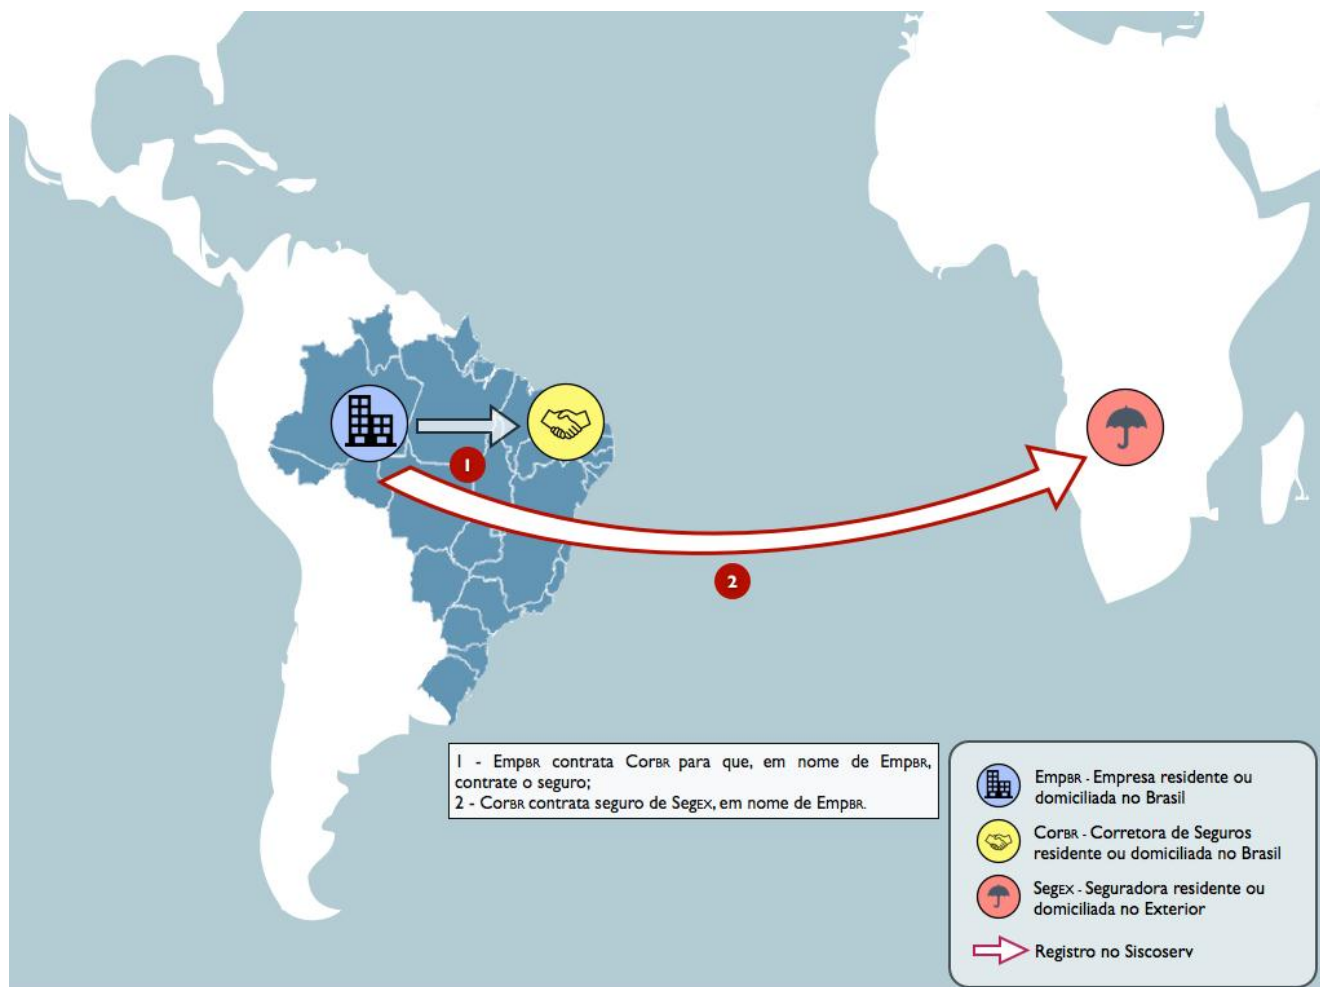 1
2
1 - EmpBR contrata CorBR para que, em nome de EmpBR,
contrate o seguro;
2 - CorBR contrata seguro de SegEX, em nome de EmpBR.
EmpBR - Empresa residente ou
domiciliada no Brasil
CorBR - Corretora de Seguros
residente ou domiciliada no Brasil
SegEX - Seguradora residente ou
domiciliada no Exterior
Registro no Siscoserv